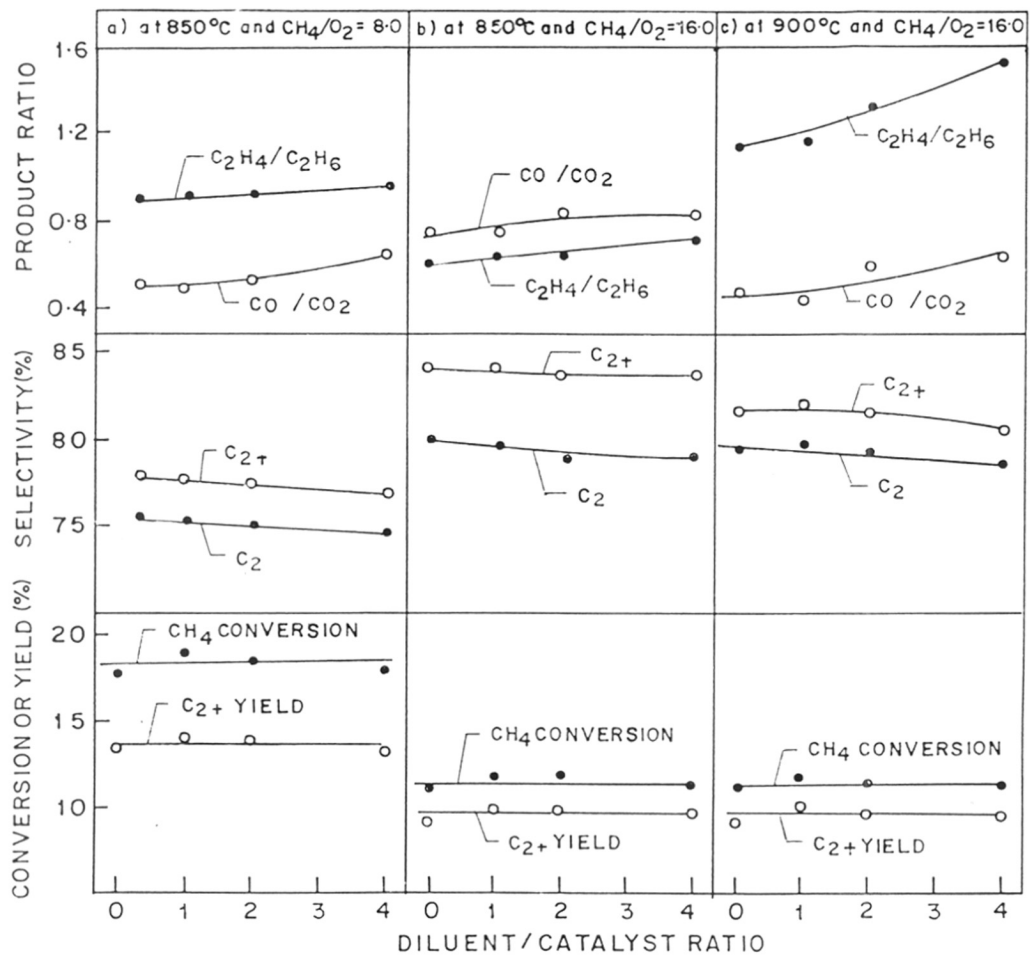 a) at 850°C and CH4/O2= 8·0
b) at 850°C and CH4/O2=16·0
c) at 900°C and CH4/O2=16·0
PRODUCT RATIO
1·6
1·2
0·8
0·4
C2H4/C2H6
CO /CO2
CO /CO2
C2H4/C2H6
C2H4/C2H6
CO /CO2
SELECTIVITY(%)
85
80
75
C2+
C2
C2+
C2
C2+
C2
CONVERSION OR YIELD (%)
20
15
10
5
CH4 CONVERSION
C2+ YIELD
CH4 CONVERSION
C2+ YIELD
CH4 CONVERSION
C2+ YIELD
0 1 2 3 4 0 1 2 3 4 0 1 2 3 4
DILUENT/CATALYST RATIO